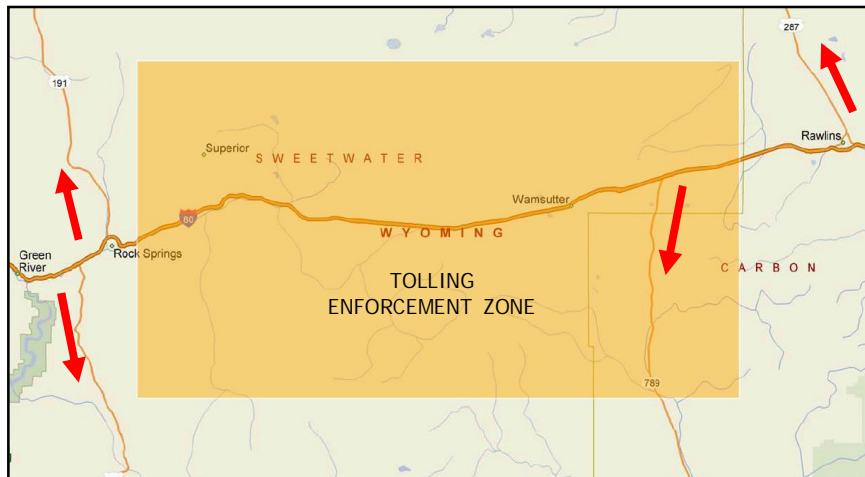 287
191
Rawlins
Superior
SWEETWATER
Wamsutter
80
WYOMING
Green
River
Rock Springs
CARBON
TOLLING
ENFORCEMENT ZONE
789